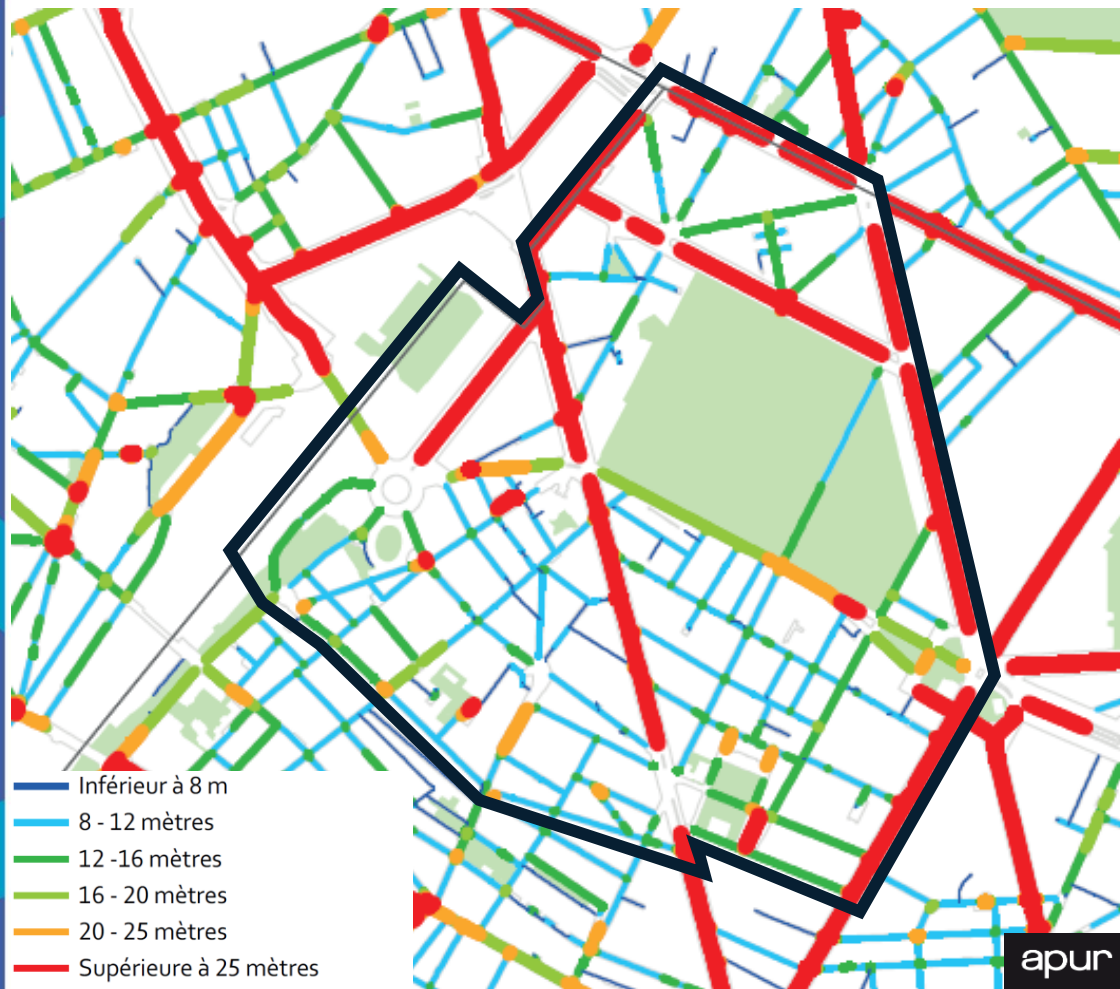 Inférieur à 8 m
8 - 12 mètres
12 -16 mètres
16 - 20 mètres
20 - 25 mètres
Supérieure à 25 mètres
apur